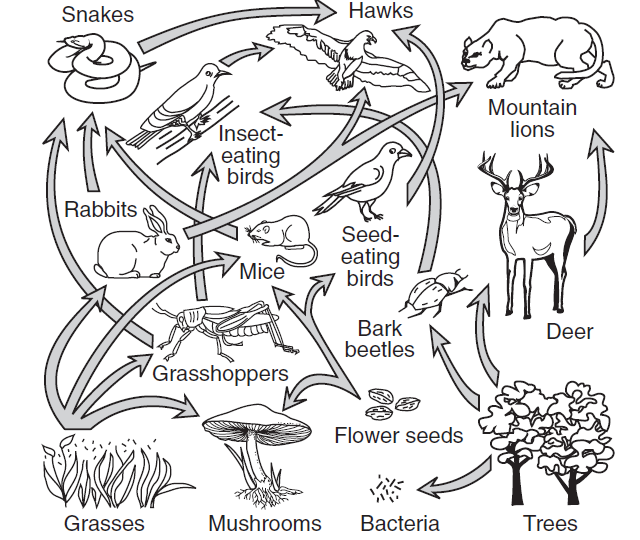 Snakes
Hawks
Mountain
lions
Insect-
eating
birds
Rabbits
Mice
Seed-
eating
birds
Bark
beetles
Deer
Grasshoppers
Flower seeds
Grasses
Mushrooms
Bacteria
Trees